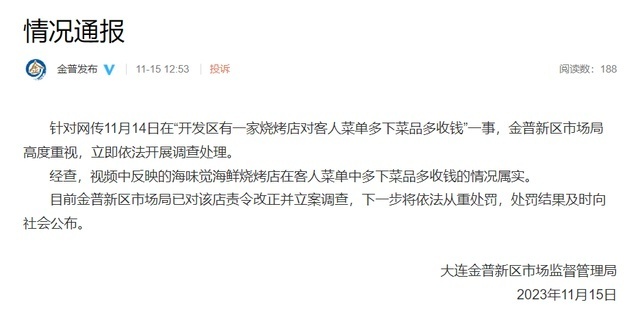 情况通报
金普发布 11-15 12:53 投诉 阅读数：188
针对网传11月14日在“开发区有一家烧烤店对客人菜单多下菜品多收钱”一事，金普新区市场局
高度重视，立即依法开展调查处理。
经查，视频中反映的海味觉海鲜烧烤店在客人菜单中多下菜品多收钱的情况属实。
目前金普新区市场局已对该店责令改正并立案调查，下一步将依法从重处罚，处罚结果及时向
社会公布。
大连金普新区市场监督管理局
2023年11月15日